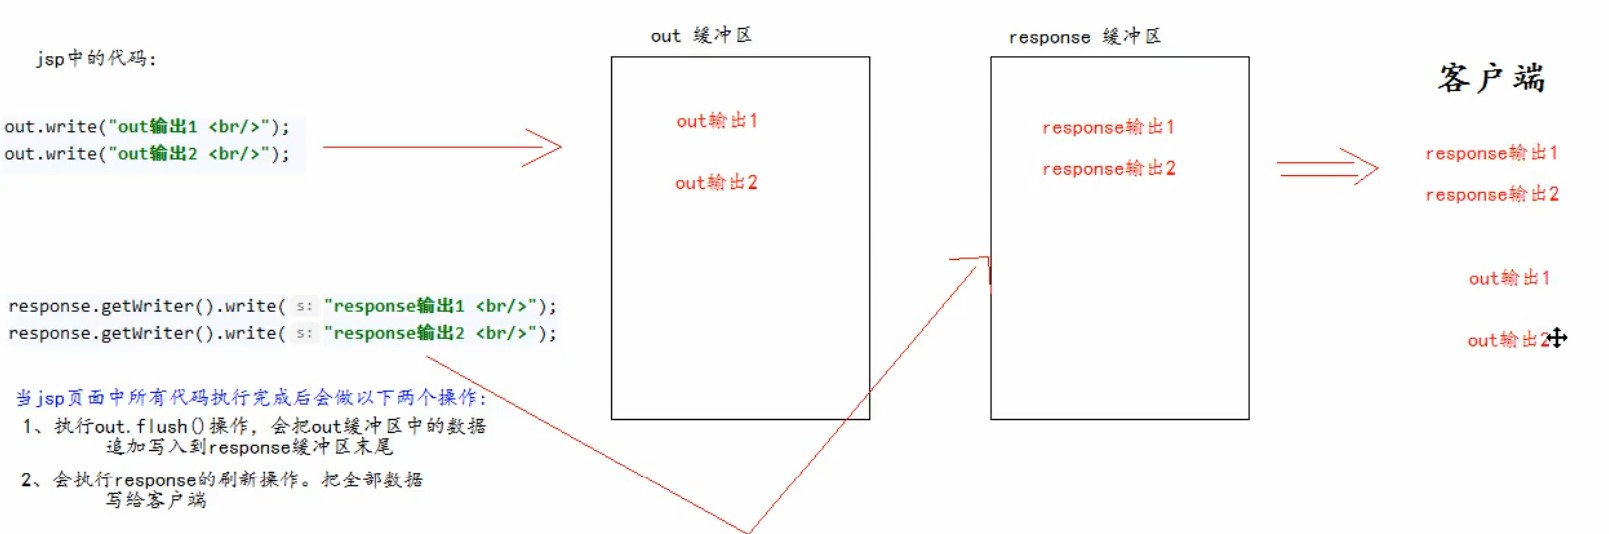 jsp中的代码:
out.write("out输出1 <br/>");
out.write("out输出2 <br/>");
response.getWriter().write( s: "response输出1 <br/>");
response.getWriter().write( s: "response输出2 <br/>");
当jsp页面中所有代码执行完成后会做以下两个操作:
1、执行out.flush()操作，会把out缓冲区中的数据
追加写入到response缓冲区末尾
2、会执行response的刷新操作。把全部数据
写给客户端
out 缓冲区
out输出1
out输出2
response 缓冲区
response输出1
response输出2
客户端
response输出1
response输出2
out输出1
out输出2